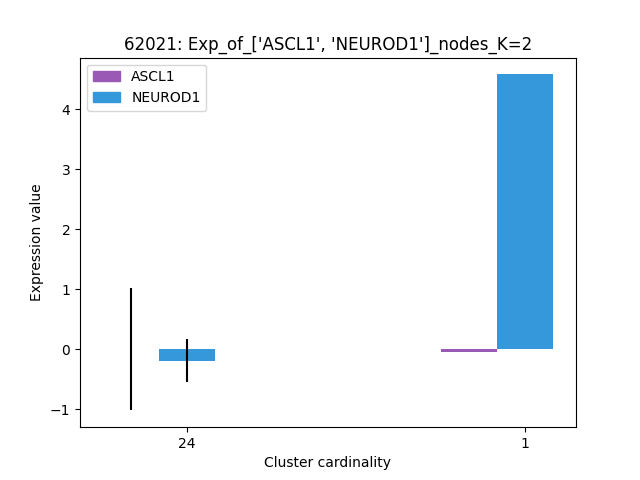 62021: Exp_of_['ASCL1', 'NEUROD1']_nodes_K=2
ASCL1
NEUROD1
Expression value
4
3
2
1
0
−1
24
1
Cluster cardinality